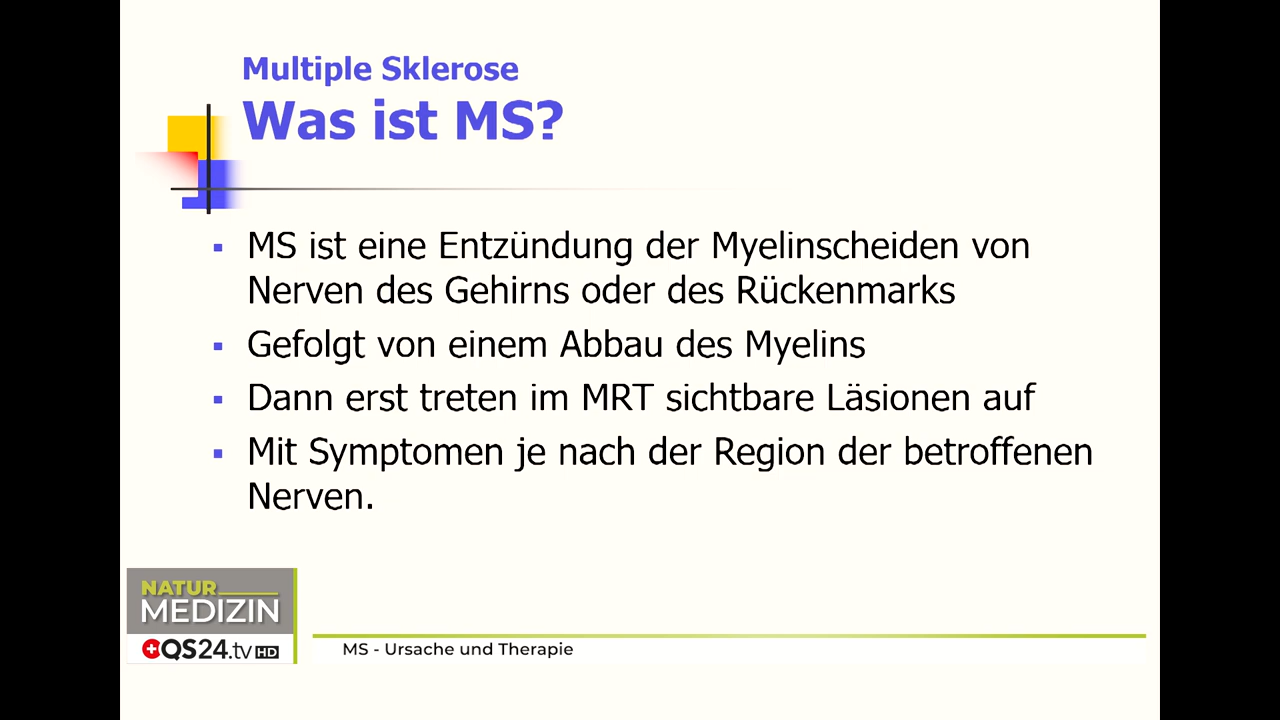 Multiple Sklerose
Was ist MS?
▪ MS ist eine Entzündung der Myelinscheiden von
Nerven des Gehirns oder des Rückenmarks
▪ Gefolgt von einem Abbau des Myelins
▪ Dann erst treten im MRT sichtbare Läsionen auf
▪ Mit Symptomen je nach der Region der betroffenen
Nerven.
NATUR
MEDIZIN
QS24.tv HD
MS - Ursache und Therapie